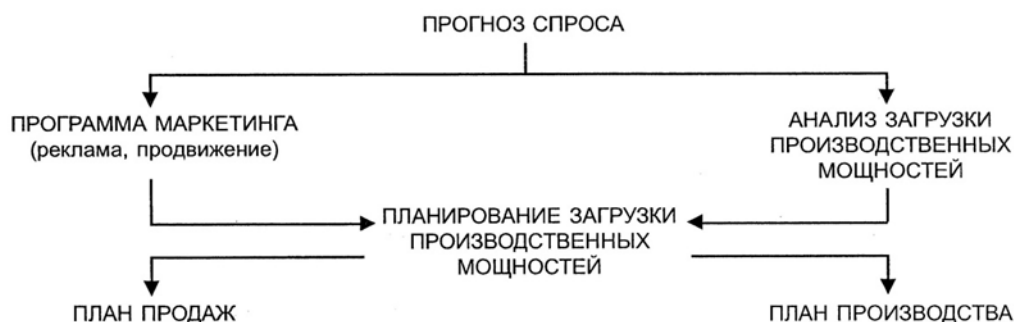 ПРОГНОЗ СПРОСА
ПРОГРАММА МАРКЕТИНГА
(реклама, продвижение)
АНАЛИЗ ЗАГРУЗКИ
ПРОИЗВОДСТВЕННЫХ
МОЩНОСТЕЙ
ПЛАНИРОВАНИЕ ЗАГРУЗКИ
ПРОИЗВОДСТВЕННЫХ
МОЩНОСТЕЙ
ПЛАН ПРОДАЖ
ПЛАН ПРОИЗВОДСТВА